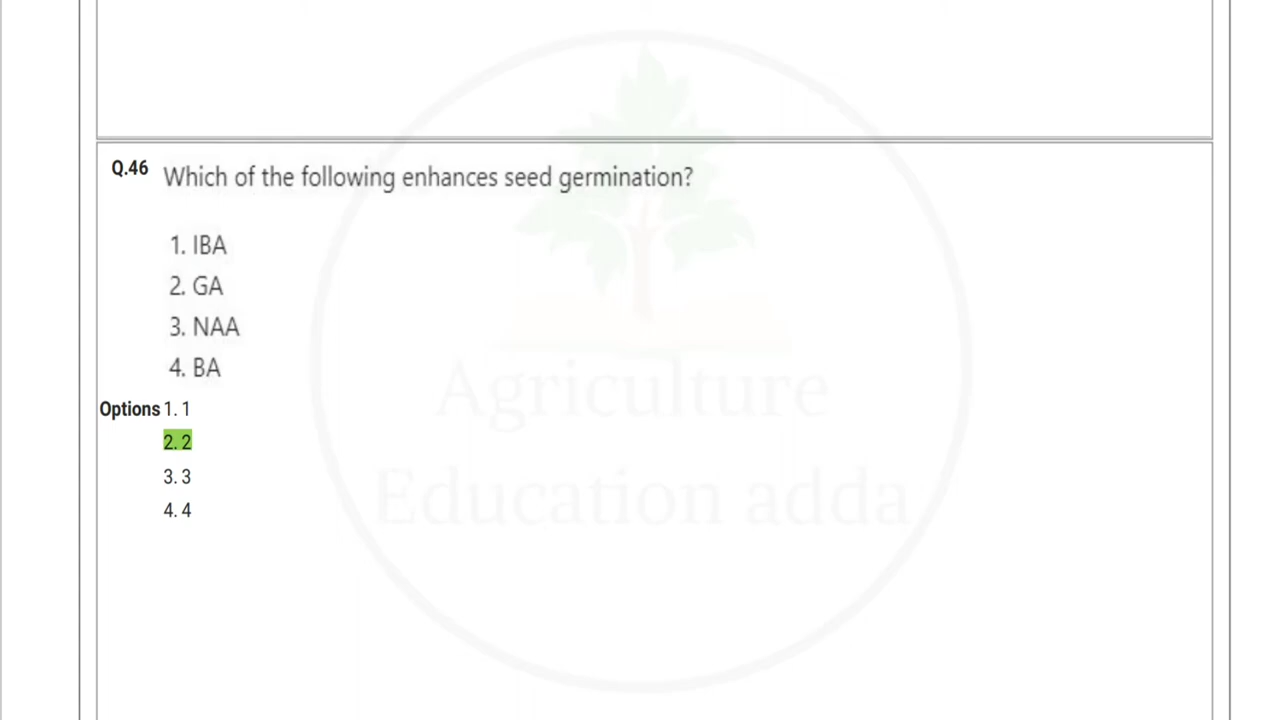 Q.46 Which of the following enhances seed germination?
1. IBA
2. GA
3. NAA
4. BA
Options 1. 1
2. 2
3. 3
4. 4
Agriculture
Education adda